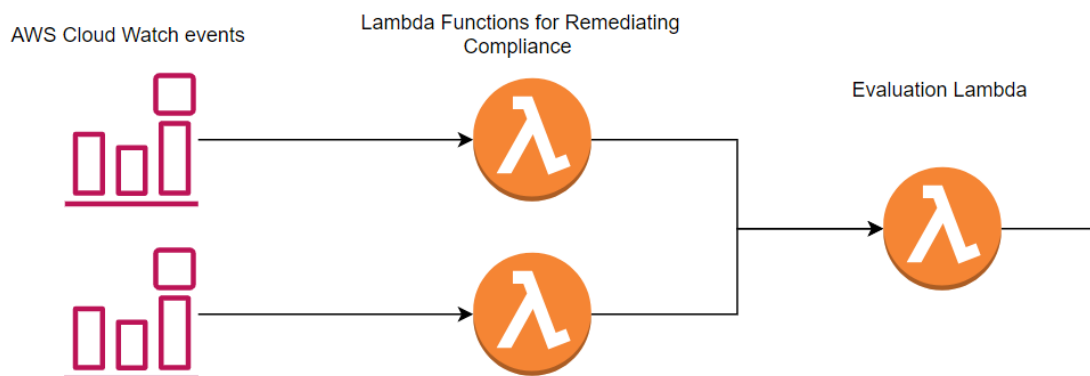 AWS Cloud Watch events
Lambda Functions for Remediating
Compliance
Evaluation Lambda